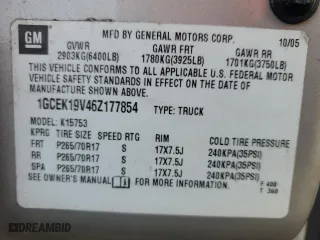 GM
MFD BY GENERAL MOTORS CORP. 10/05
GVWR GAWR FRT GAWR RR
2903KG(6400LB) 1780KG(3925LB) 1701KG(3750LB)
THIS VEHICLE CONFORMS TO ALL APPLICABLE U.S. FEDERAL
MOTOR VEHICLE SAFETY STANDARDS IN EFFECT ON THE DATE
OF MANUFACTURE SHOWN ABOVE.
1GCEK19V46Z177854 TYPE: TRUCK
MODEL: K15753
KPRG TIRE SIZE SPEED RTG RIM COLD TIRE PRESSURE
FRT P265/70R17 S 17X7.5J 240KPA(35PSI)
RR P265/70R17 S 17X7.5J 240KPA(35PSI)
SPA P265/70R17 S 17X7.5J 240KPA(35PSI)
SEE OWNER'S MANUAL FOR MORE INFORMATION
F 400
T 360